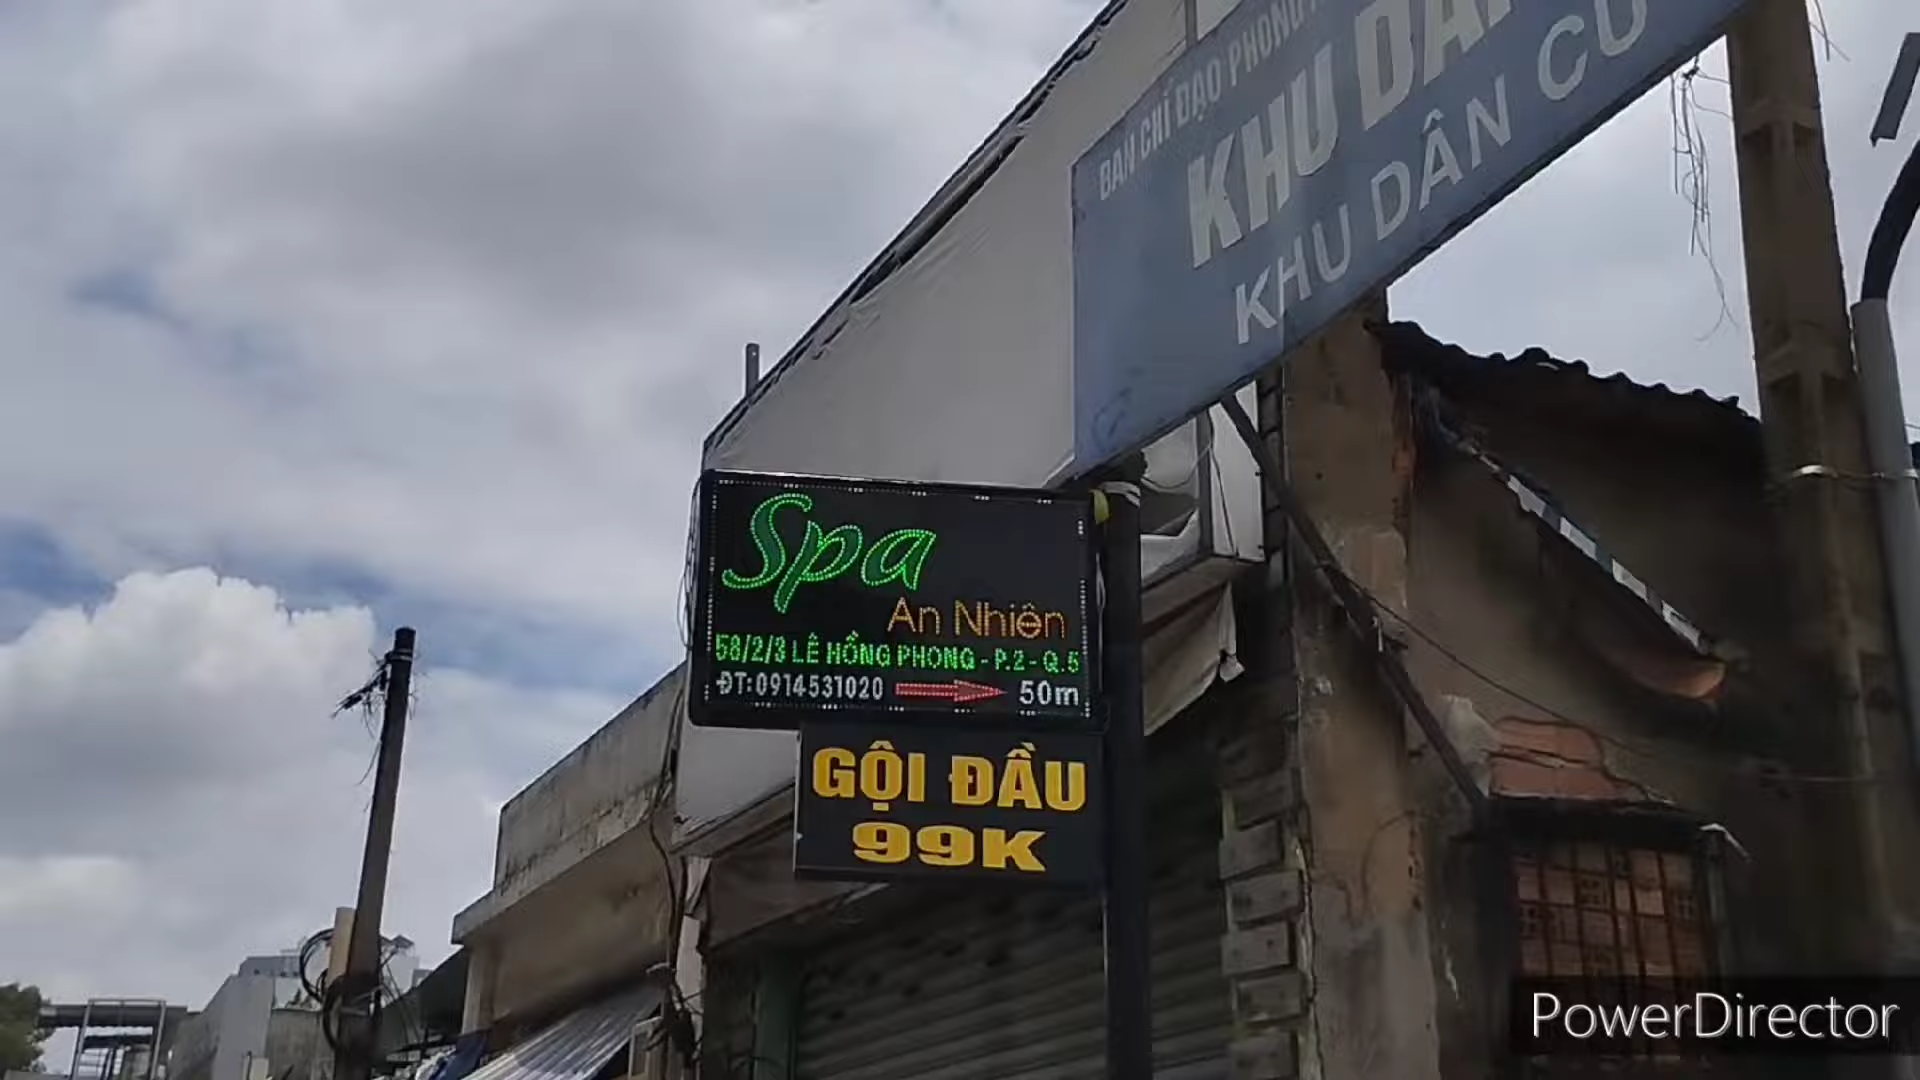 BAN CHỈ ĐẠO PHONG
KHU DÂN
KHU DÂN CƯ
Spa
An Nhiên
58/2/3 LÊ HỒNG PHONG - P.2 - Q.5
ĐT:0914531020 50m
GỘI ĐẦU
99K
PowerDirector